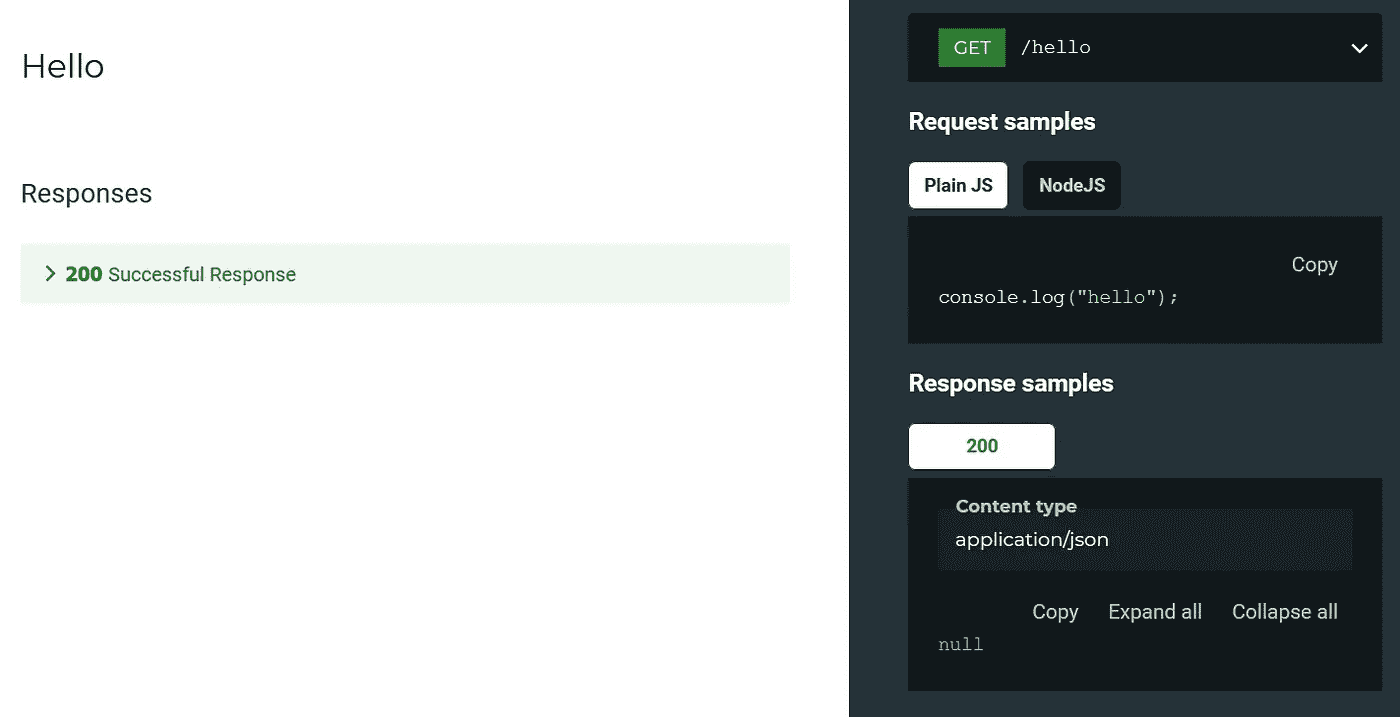 Hello
Responses
200 Successful Response
GET /hello
Request samples
Plain JS NodeJS
Copy
console.log("hello");
Response samples
200
Content type
application/json
Copy Expand all Collapse all
null